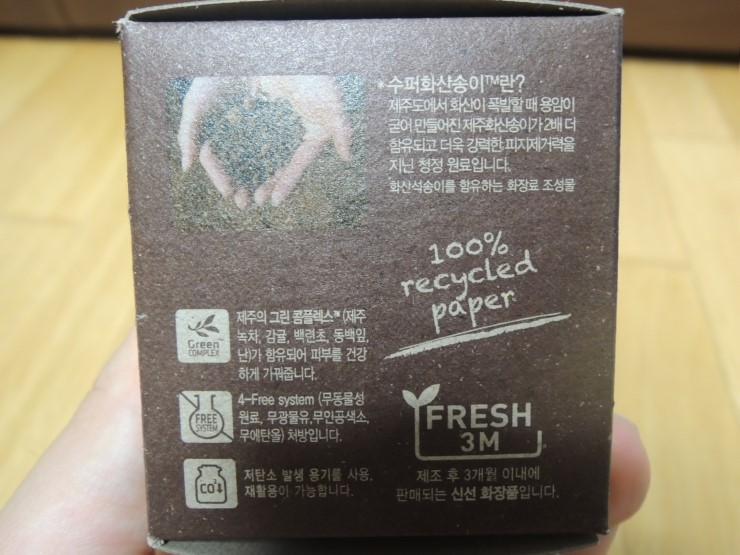 *수퍼화산송이™란?
제주도에서 화산이 폭발할 때 용암이
굳어 만들어진 제주화산송이가 2배 더
함유되고 더욱 강력한 피지제거력을
지닌 청정 원료입니다.
화산석송이를 함유하는 화장료 조성물
100%
recycled
paper
Green™
COMPLEX
제주의 그린 콤플렉스™ (제주
녹차, 감귤, 백련초, 동백잎,
난)가 함유되어 피부를 건강
하게 가꿔줍니다.
FREE
SYSTEM
4-Free system (무동물성
원료, 무광물유, 무인공색소,
무에탄올) 처방입니다.
CO²↓
저탄소 발생 용기를 사용.
재활용이 가능합니다.
FRESH
3M
제조 후 3개월 이내에
판매되는 신선 화장품입니다.